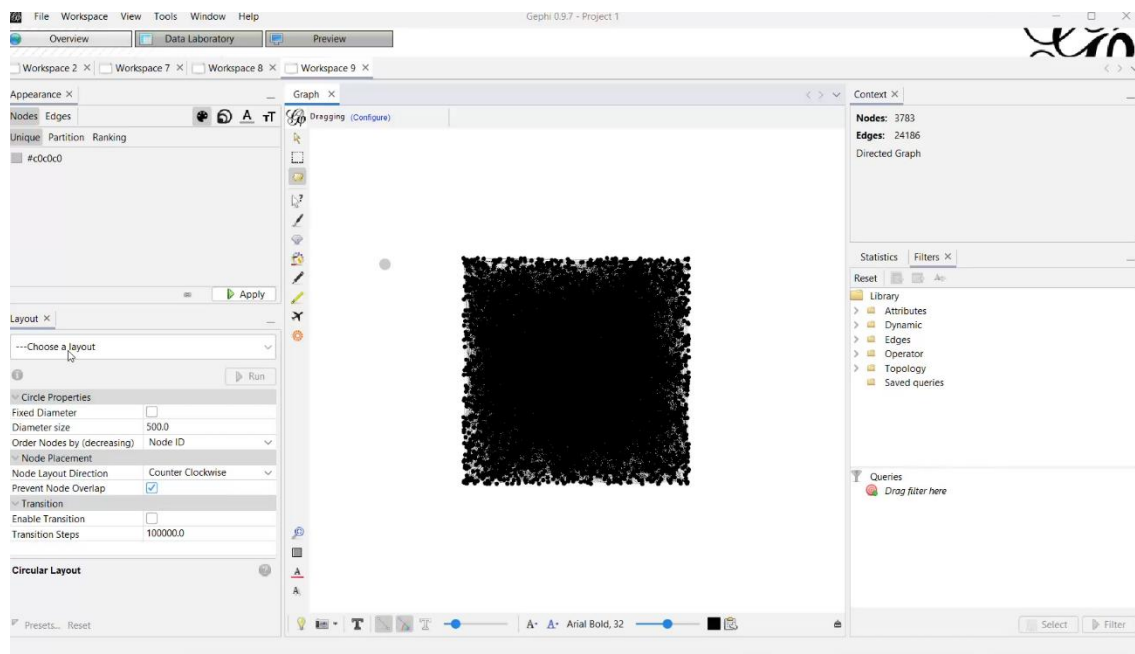 File Workspace View Tools Window Help
Gephi 0.9.7 - Project 1
Overview
Data Laboratory
Preview
Workspace 2
Workspace 7
Workspace 8
Workspace 9
Appearance
Nodes Edges
A TT
Unique Partition Ranking
#c0c0c0
Apply
Layout
---Choose a layout
Run
Circle Properties
Fixed Diameter
Diameter size 500.0
Order Nodes by (decreasing) Node ID
Node Placement
Node Layout Direction Counter Clockwise
Prevent Node Overlap
Transition
Enable Transition
Transition Steps 100000.0
Circular Layout
Presets... Reset
Graph
Dragging (Configure)
A
A
T T A- A+ Arial Bold, 32
Context
Nodes: 3783
Edges: 24186
Directed Graph
Statistics Filters
Reset
Library
Attributes
Dynamic
Edges
Operator
Topology
Saved queries
Queries
Drag filter here
Select Filter